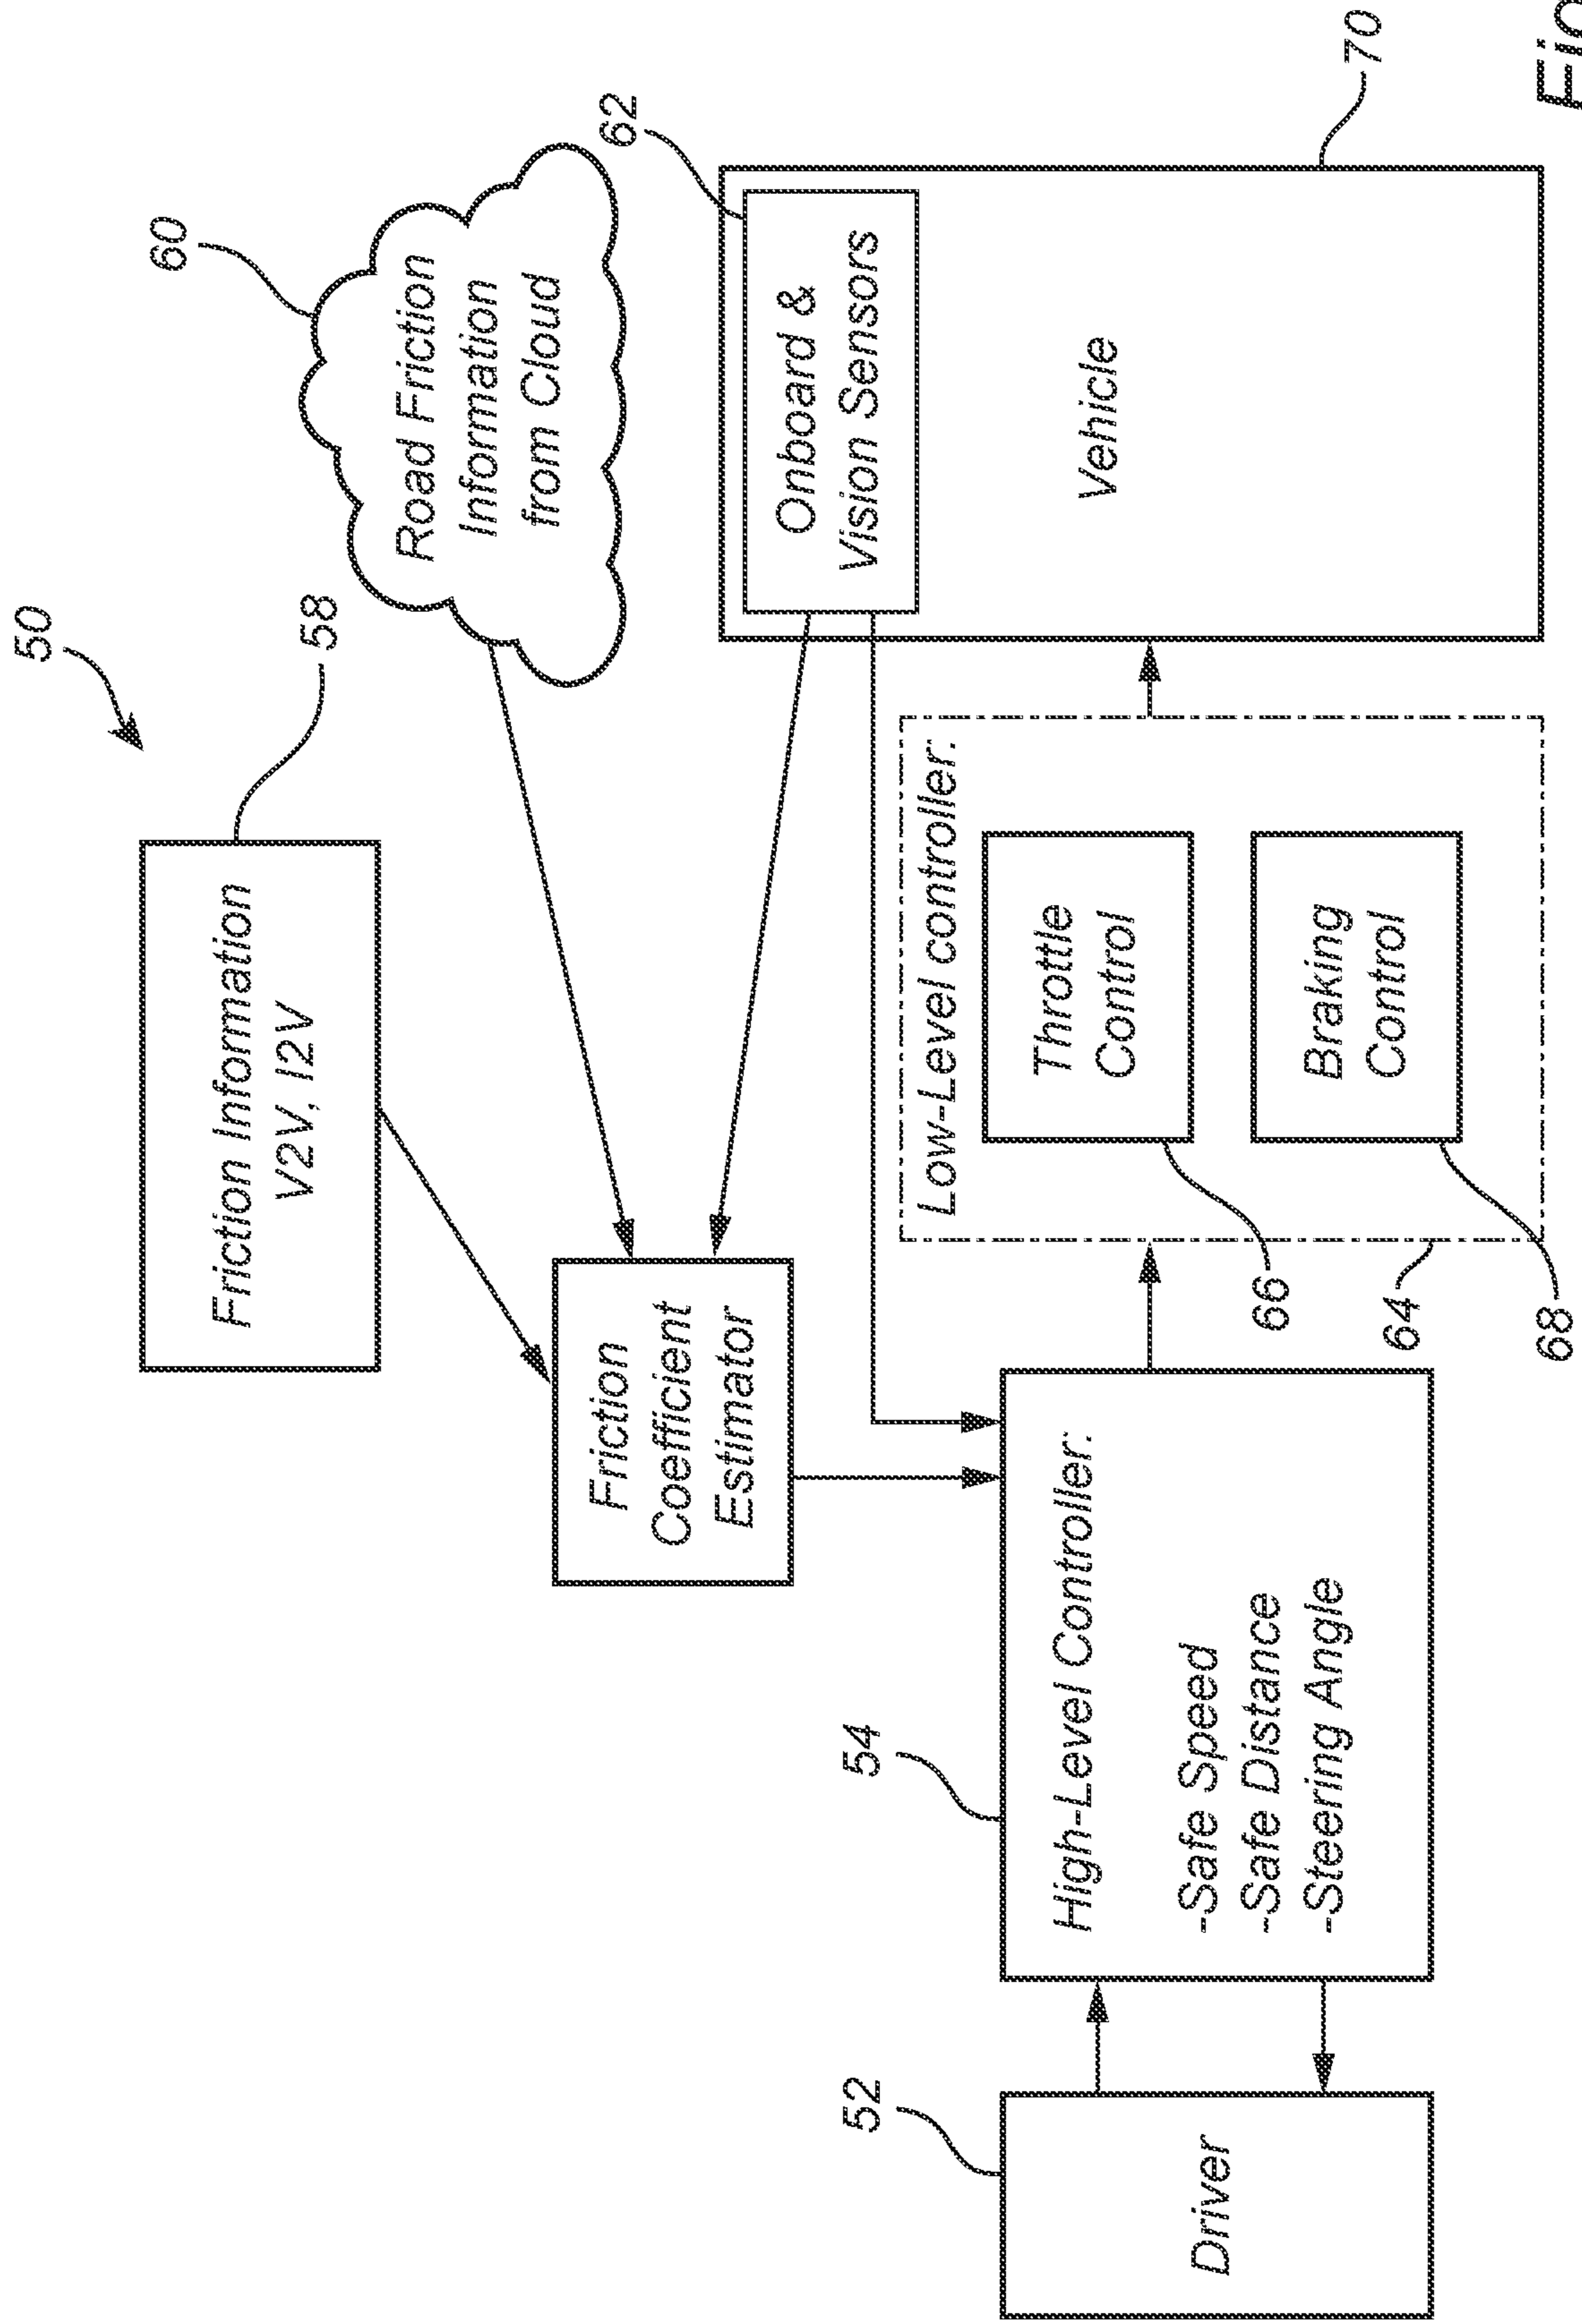 50
58
Friction Information
V2V, I2V
60
Road Friction
Information
from Cloud
62
Onboard &
Vision Sensors
Vehicle
70
Friction
Coefficient
Estimator
Low-Level controller:
Throttle
Control
Braking
Control
66
64
68
54
High-Level Controller:
-Safe Speed
-Safe Distance
-Steering Angle
52
Driver